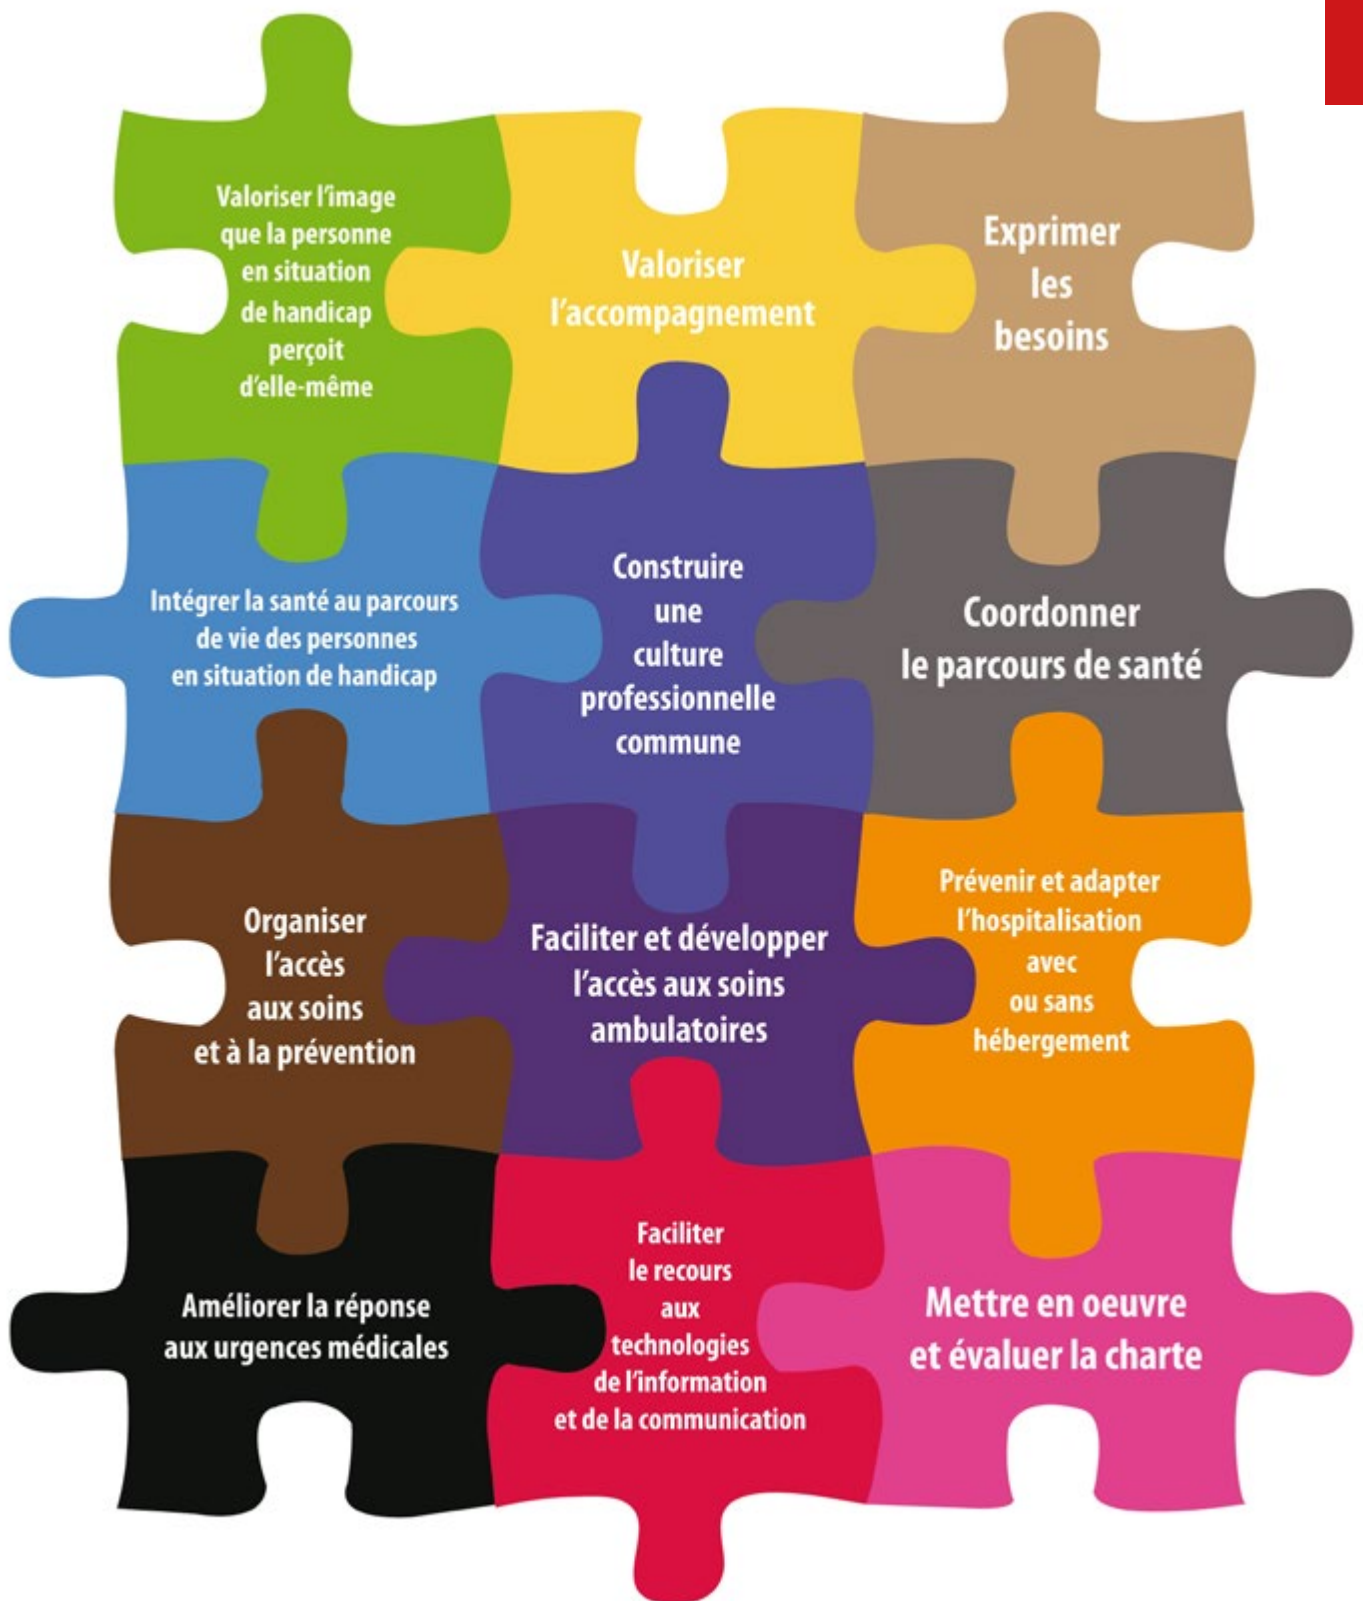 Valoriser l'image
que la personne
en situation
de handicap
perçoit
d'elle-même
Valoriser
l'accompagnement
Exprimer
les
besoins
Intégrer la santé au parcours
de vie des personnes
en situation de handicap
Construire
une
culture
professionnelle
commune
Coordonner
le parcours de santé
Organiser
l'accès
aux soins
et à la prévention
Faciliter et développer
l'accès aux soins
ambulatoires
Prévenir et adapter
l'hospitalisation
avec
ou sans
hébergement
Améliorer la réponse
aux urgences médicales
Faciliter
le recours
aux
technologies
de l'information
et de la communication
Mettre en oeuvre
et évaluer la charte